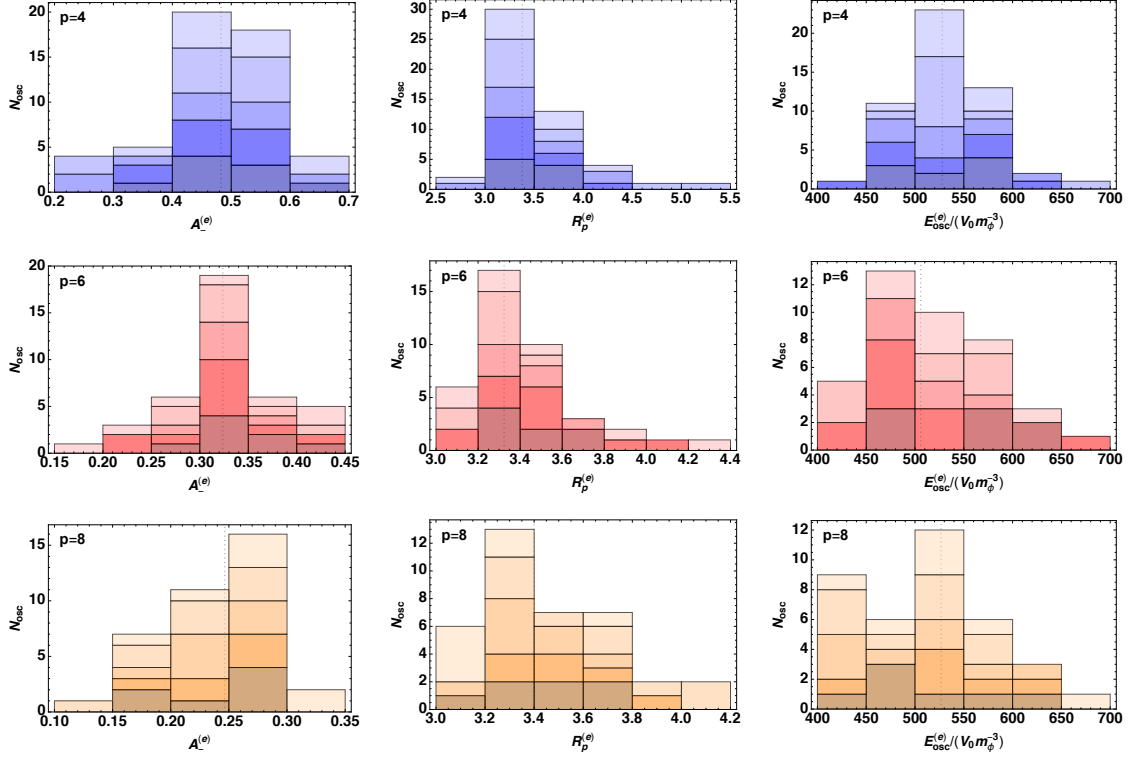 p=4
N_osc
20
15
10
5
0
0.2 0.3 0.4 0.5 0.6 0.7
A_-^(e)
p=4
N_osc
30
25
20
15
10
5
0
2.5 3.0 3.5 4.0 4.5 5.0 5.5
R_p^(e)
p=4
N_osc
20
15
10
5
0
400 450 500 550 600 650 700
E_osc^(e)/(V_0 m_ϕ^-3)
p=6
N_osc
20
15
10
5
0
0.15 0.20 0.25 0.30 0.35 0.40 0.45
A_-^(e)
p=6
N_osc
15
10
5
0
3.0 3.2 3.4 3.6 3.8 4.0 4.2 4.4
R_p^(e)
p=6
N_osc
12
10
8
6
4
2
0
400 450 500 550 600 650 700
E_osc^(e)/(V_0 m_ϕ^-3)
p=8
N_osc
15
10
5
0
0.10 0.15 0.20 0.25 0.30 0.35
A_-^(e)
p=8
N_osc
12
10
8
6
4
2
0
3.0 3.2 3.4 3.6 3.8 4.0 4.2
R_p^(e)
p=8
N_osc
12
10
8
6
4
2
0
400 450 500 550 600 650 700
E_osc^(e)/(V_0 m_ϕ^-3)